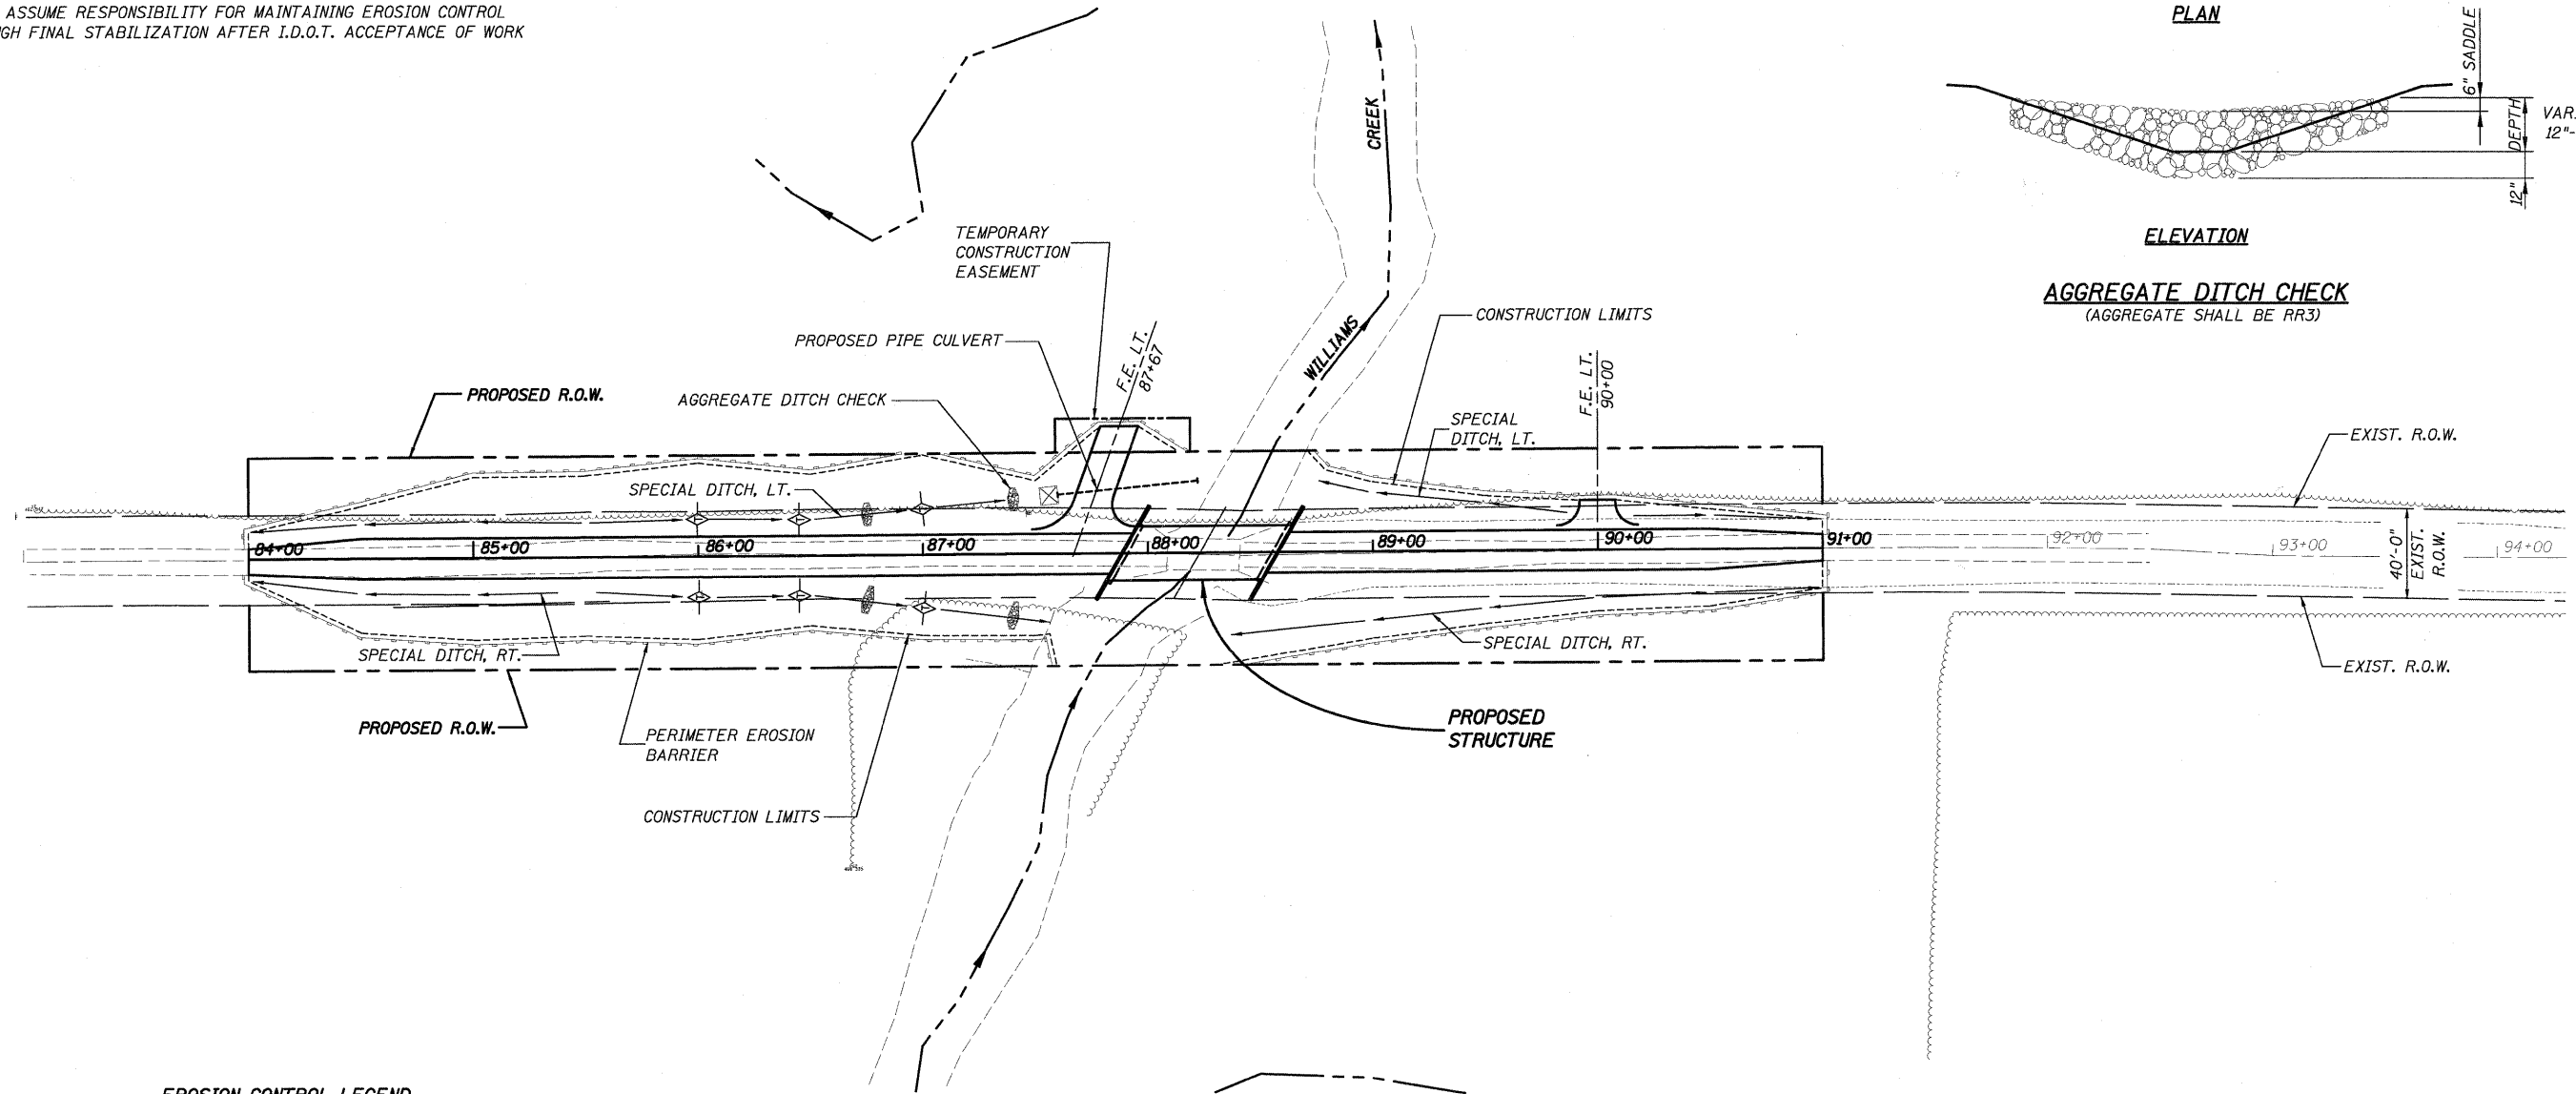 ASSUME RESPONSIBILITY FOR MAINTAINING EROSION CONTROL
GH FINAL STABILIZATION AFTER I.D.O.T. ACCEPTANCE OF WORK
PLAN
6" SADDLE
DEPTH
VAR.
12"-
12"
ELEVATION
AGGREGATE DITCH CHECK
(AGGREGATE SHALL BE RR3)
CREEK
WILLIAMS
TEMPORARY
CONSTRUCTION
EASEMENT
PROPOSED PIPE CULVERT
F.E. LT.
87+67
CONSTRUCTION LIMITS
F.E. LT.
90+00
PROPOSED R.O.W.
AGGREGATE DITCH CHECK
SPECIAL
DITCH, LT.
EXIST. R.O.W.
SPECIAL DITCH, LT.
84+00
85+00
86+00
87+00
88+00
89+00
90+00
91+00
92+00
93+00
94+00
40'-0"
EXIST.
R.O.W.
SPECIAL DITCH, RT.
SPECIAL DITCH, RT.
EXIST. R.O.W.
PROPOSED R.O.W.
PERIMETER EROSION
BARRIER
PROPOSED
STRUCTURE
CONSTRUCTION LIMITS
EROSION CONTROL LEGEND